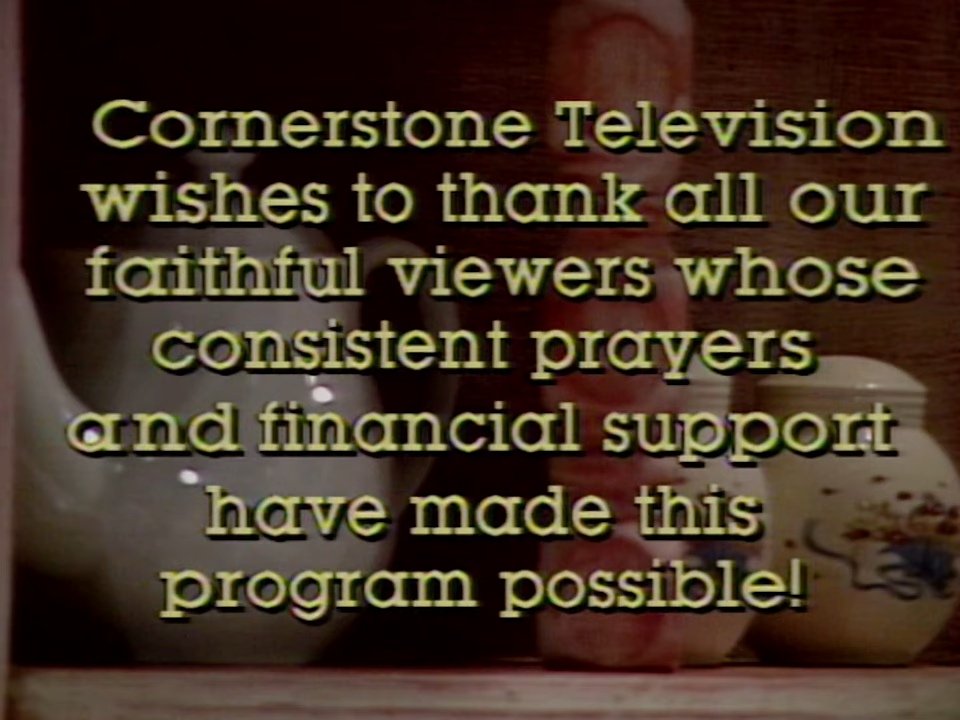 Cornerstone Television
wishes to thank all our
faithful viewers whose
consistent prayers
and financial support
have made this
program possible!